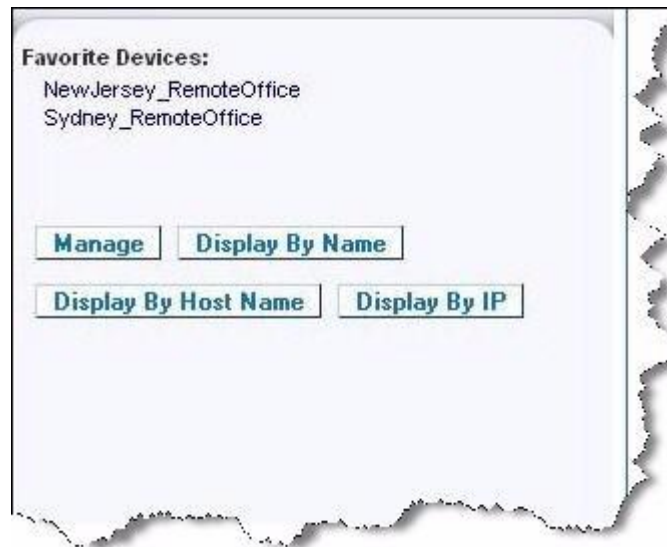 Favorite Devices:
NewJersey_RemoteOffice
Sydney_RemoteOffice
Manage Display By Name
Display By Host Name Display By IP